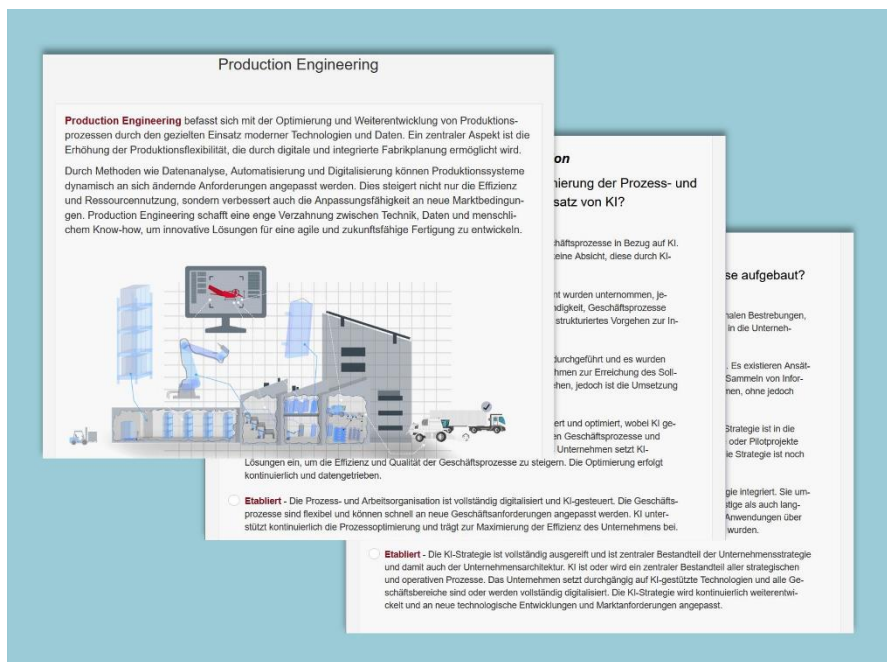 Production Engineering
Production Engineering befasst sich mit der Optimierung und Weiterentwicklung von Produktions-
prozessen durch den gezielten Einsatz moderner Technologien und Daten. Ein zentraler Aspekt ist die
Erhöhung der Produktionsflexibilität, die durch digitale und integrierte Fabrikplanung ermöglicht wird.
Durch Methoden wie Datenanalyse, Automatisierung und Digitalisierung können Produktionssysteme
dynamisch an sich ändernde Anforderungen angepasst werden. Dies steigert nicht nur die Effizienz
und Ressourcennutzung, sondern verbessert auch die Anpassungsfähigkeit an neue Marktbedingun-
gen. Production Engineering schafft eine enge Verzahnung zwischen Technik, Daten und menschli-
chem Know-how, um innovative Lösungen für eine agile und zukunftsfähige Fertigung zu entwickeln.
on
nierung der Prozess- und
satz von KI?
häftsprozesse in Bezug auf KI.
keine Absicht, diese durch KI-
nt wurden unternommen, je-
ndigkeit, Geschäftsprozesse
strukturiertes Vorgehen zur In-
durchgeführt und es wurden
hmen zur Erreichung des Soll-
ehen, jedoch ist die Umsetzung
ert und optimiert, wobei KI ge-
en Geschäftsprozesse und
Unternehmen setzt KI-
Lösungen ein, um die Effizienz und Qualität der Geschäftsprozesse zu steigern. Die Optimierung erfolgt
kontinuierlich und datengetrieben.
Etabliert - Die Prozess- und Arbeitsorganisation ist vollständig digitalisiert und KI-gesteuert. Die Geschäfts-
prozesse sind flexibel und können schnell an neue Geschäftsanforderungen angepasst werden. KI unter-
stützt kontinuierlich die Prozessoptimierung und trägt zur Maximierung der Effizienz des Unternehmens bei.
se aufgebaut?
nalen Bestrebungen,
in die Unterneh-
. Es existieren Ansät-
Sammeln von Infor-
men, ohne jedoch
Strategie ist in die
oder Pilotprojekte
ie Strategie ist noch
gie integriert. Sie um-
stige als auch lang-
Anwendungen über
wurden.
Etabliert - Die KI-Strategie ist vollständig ausgereift und ist zentraler Bestandteil der Unternehmensstrategie
und damit auch der Unternehmensarchitektur. KI ist oder wird ein zentraler Bestandteil aller strategischen
und operativen Prozesse. Das Unternehmen setzt durchgängig auf KI-gestützte Technologien und alle Ge-
schäftsbereiche sind oder werden vollständig digitalisiert. Die KI-Strategie wird kontinuierlich weiterentwi-
ckelt und an neue technologische Entwicklungen und Marktanforderungen angepasst.